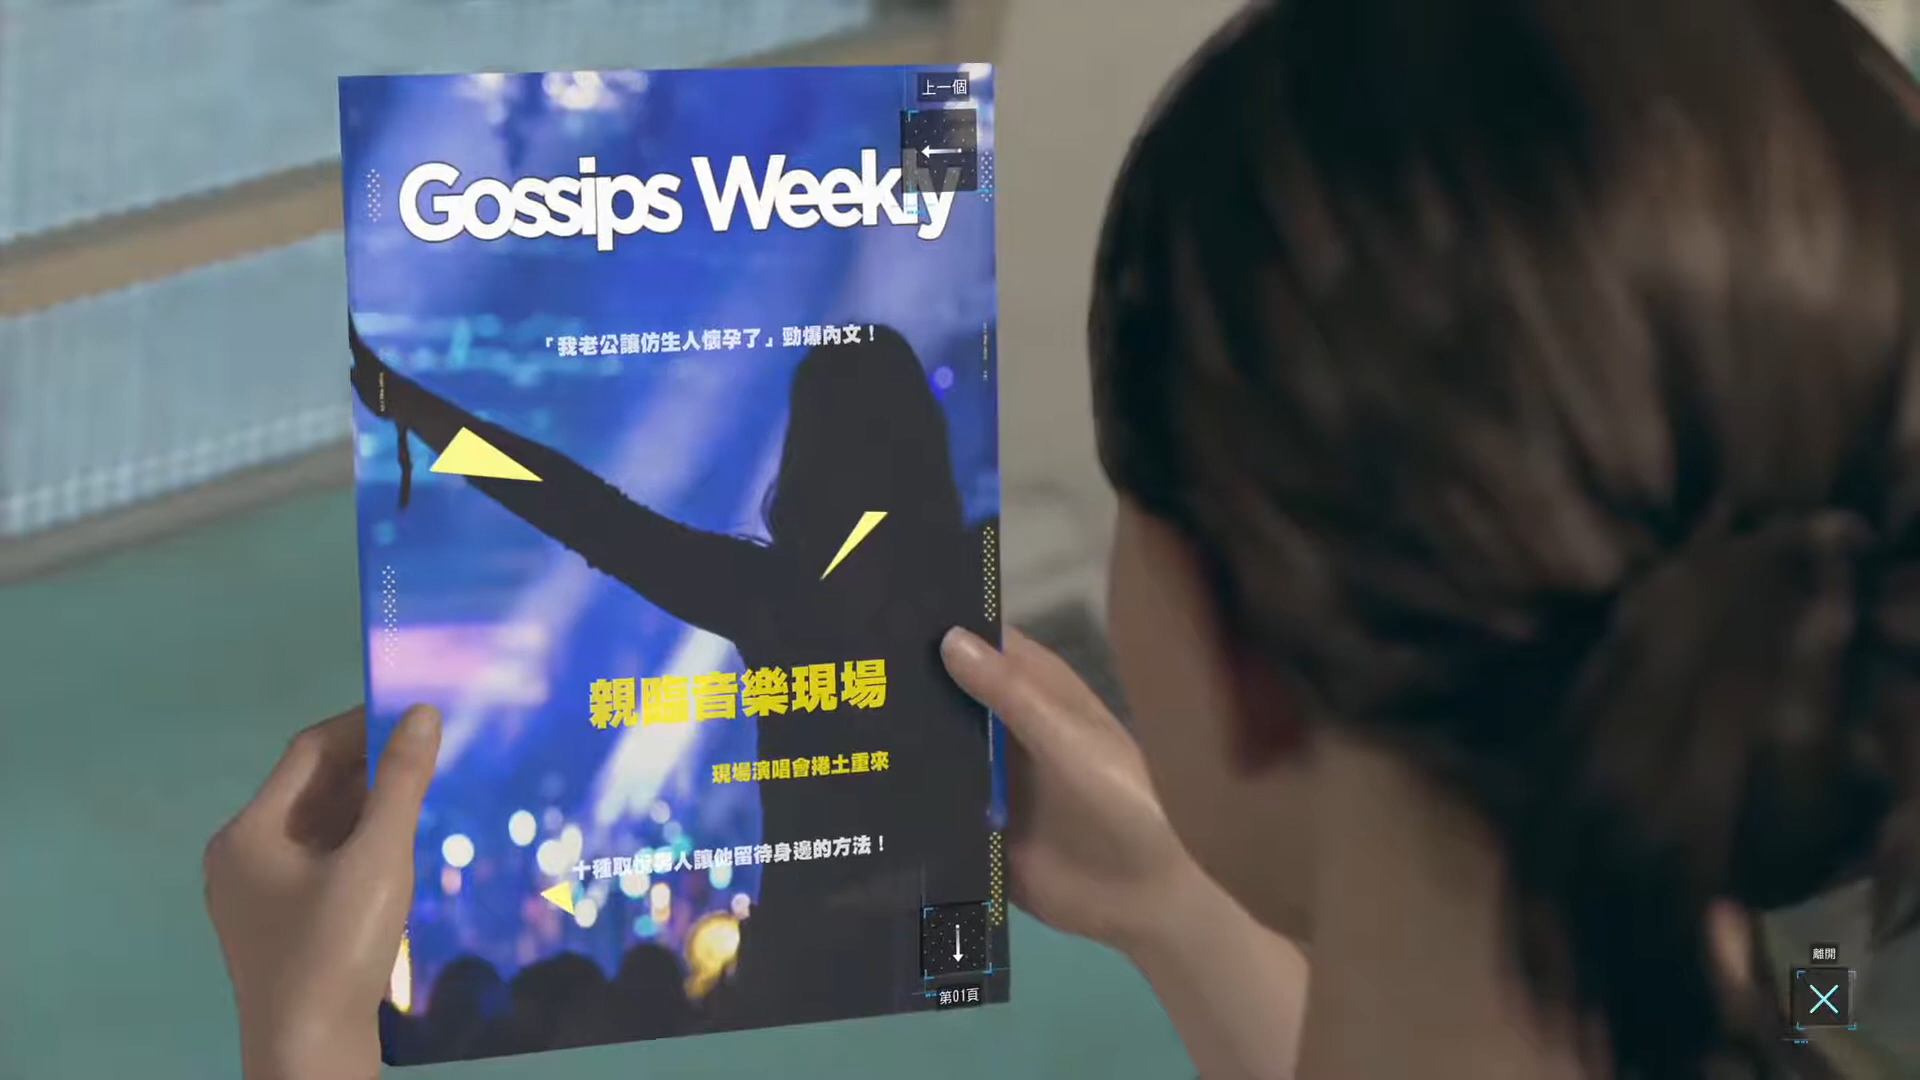 上一個
Gossips Weekly
「我老公讓仿生人懷孕了」勁爆內文！
親臨音樂現場
現場演唱會捲土重來
十種取悅男人讓他留待身邊的方法！
第01頁
離開